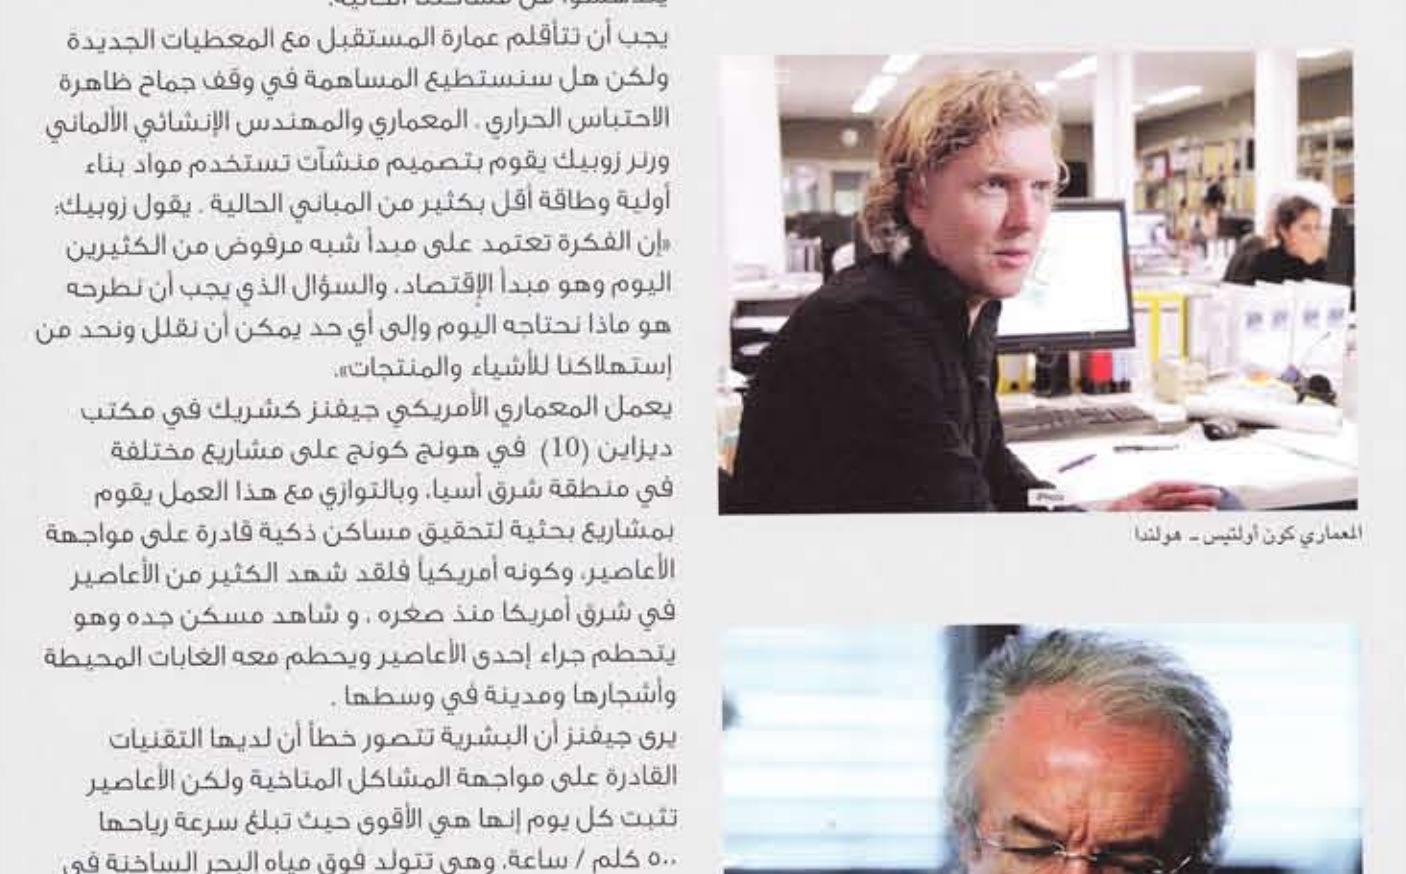 يجب أن تتأقلم عمارة المستقبل مع المعطيات الجديدة
ولكن هل سنستطيع المساهمة في وقف جماح ظاهرة
الاحتباس الحراري . المعماري والمهندس الإنشائي الألماني
ورنر زوبيك يقوم بتصميم منشآت تستخدم مواد بناء
أولية وطاقة أقل بكثير من المباني الحالية . يقول زوبيك:
«إن الفكرة تعتمد على مبدأ شبه مرفوض من الكثيرين
اليوم وهو مبدأ الإقتصاد، والسؤال الذي يجب أن نطرحه
هو ماذا نحتاجه اليوم وإلى أي حد يمكن أن نقلل ونحد من
إستهلاكنا للأشياء والمنتجات».
يعمل المعماري الأمريكي جيفنز كشريك في مكتب
ديزاين (10) في هونج كونج على مشاريع مختلفة
في منطقة شرق أسيا، وبالتوازي مع هذا العمل يقوم
بمشاريع بحثية لتحقيق مساكن ذكية قادرة على مواجهة
الأعاصير، وكونه أمريكياً فلقد شهد الكثير من الأعاصير
في شرق أمريكا منذ صغره ، و شاهد مسكن جده وهو
يتحطم جراء إحدى الأعاصير ويحطم معه الغابات المحيطة
وأشجارها ومدينة في وسطها .
يرى جيفنز أن البشرية تتصور خطأ أن لديها التقنيات
القادرة على مواجهة المشاكل المناخية ولكن الأعاصير
تثبت كل يوم إنها هي الأقوى حيث تبلغ سرعة رياحها
٥٠٠ كلم / ساعة، وهي تتولد فوق مياه البحر الساخنة في
iPhoto
المعماري كون أولتيس - هولندا